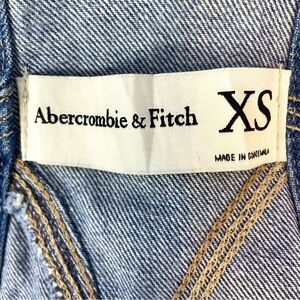 Abercrombie & Fitch XS
MADE IN GUATEMALA